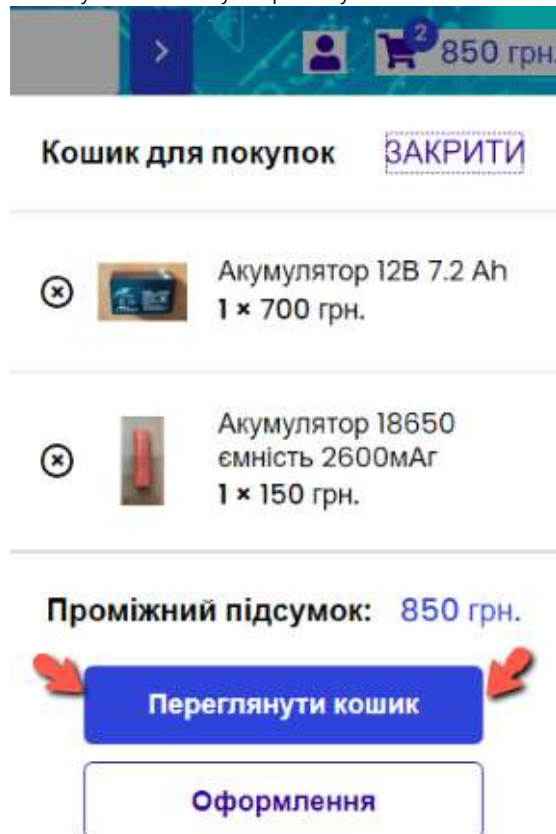 2
850 грн.
Кошик для покупок ЗАКРИТИ
Акумулятор 12В 7.2 Ah
1 × 700 грн.
Акумулятор 18650
ємність 2600мАг
1 × 150 грн.
Проміжний підсумок: 850 грн.
Переглянути кошик
Оформлення